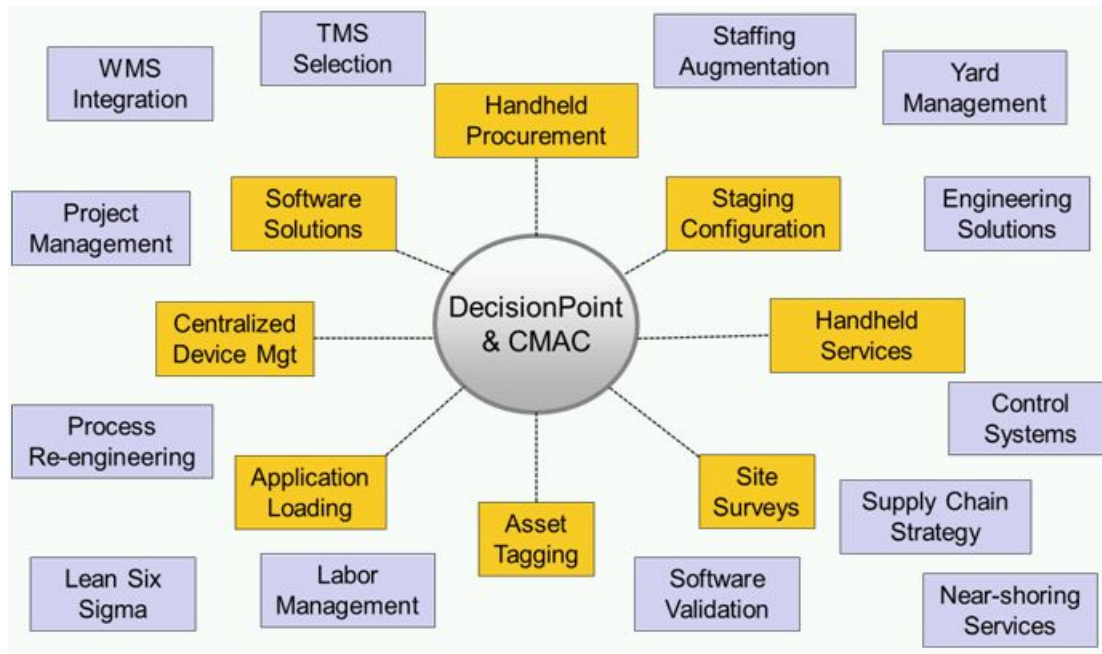 TMS
Selection
Staffing
Augmentation
WMS
Integration
Yard
Management
Handheld
Procurement
Project
Management
Software
Solutions
Staging
Configuration
Engineering
Solutions
DecisionPoint
& CMAC
Centralized
Device Mgt
Handheld
Services
Control
Systems
Process
Re-engineering
Application
Loading
Site
Surveys
Asset
Tagging
Supply Chain
Strategy
Lean Six
Sigma
Labor
Management
Software
Validation
Near-shoring
Services